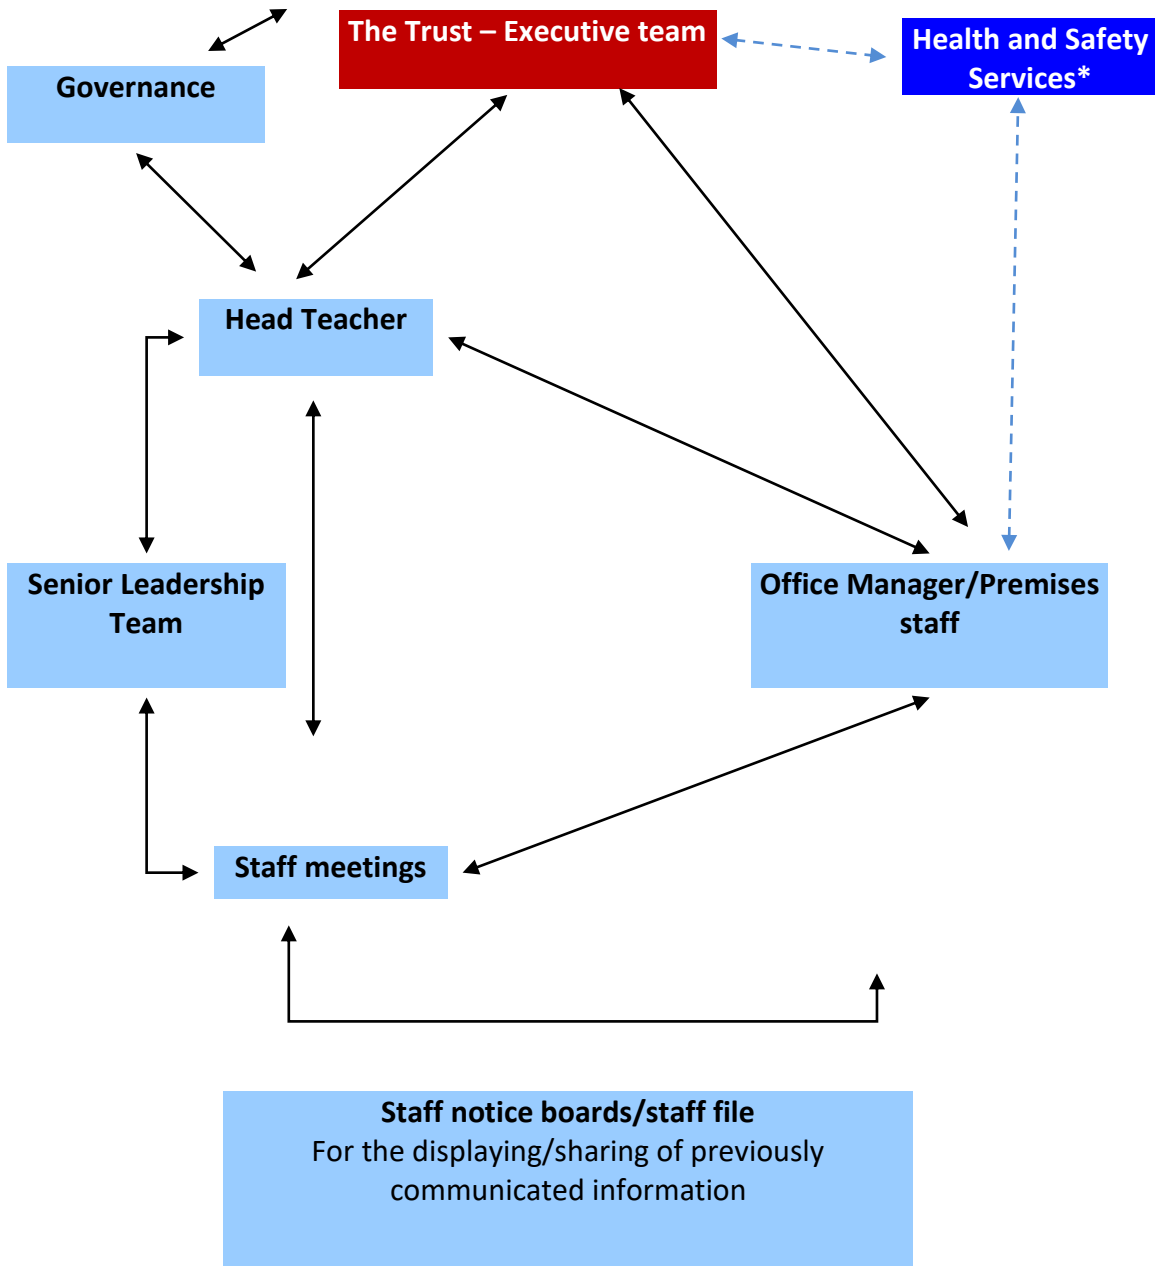 The Trust – Executive team
Health and Safety
Services*
Governance
Head Teacher
Senior Leadership
Team
Office Manager/Premises
staff
Staff meetings
Staff notice boards/staff file
For the displaying/sharing of previously
communicated information